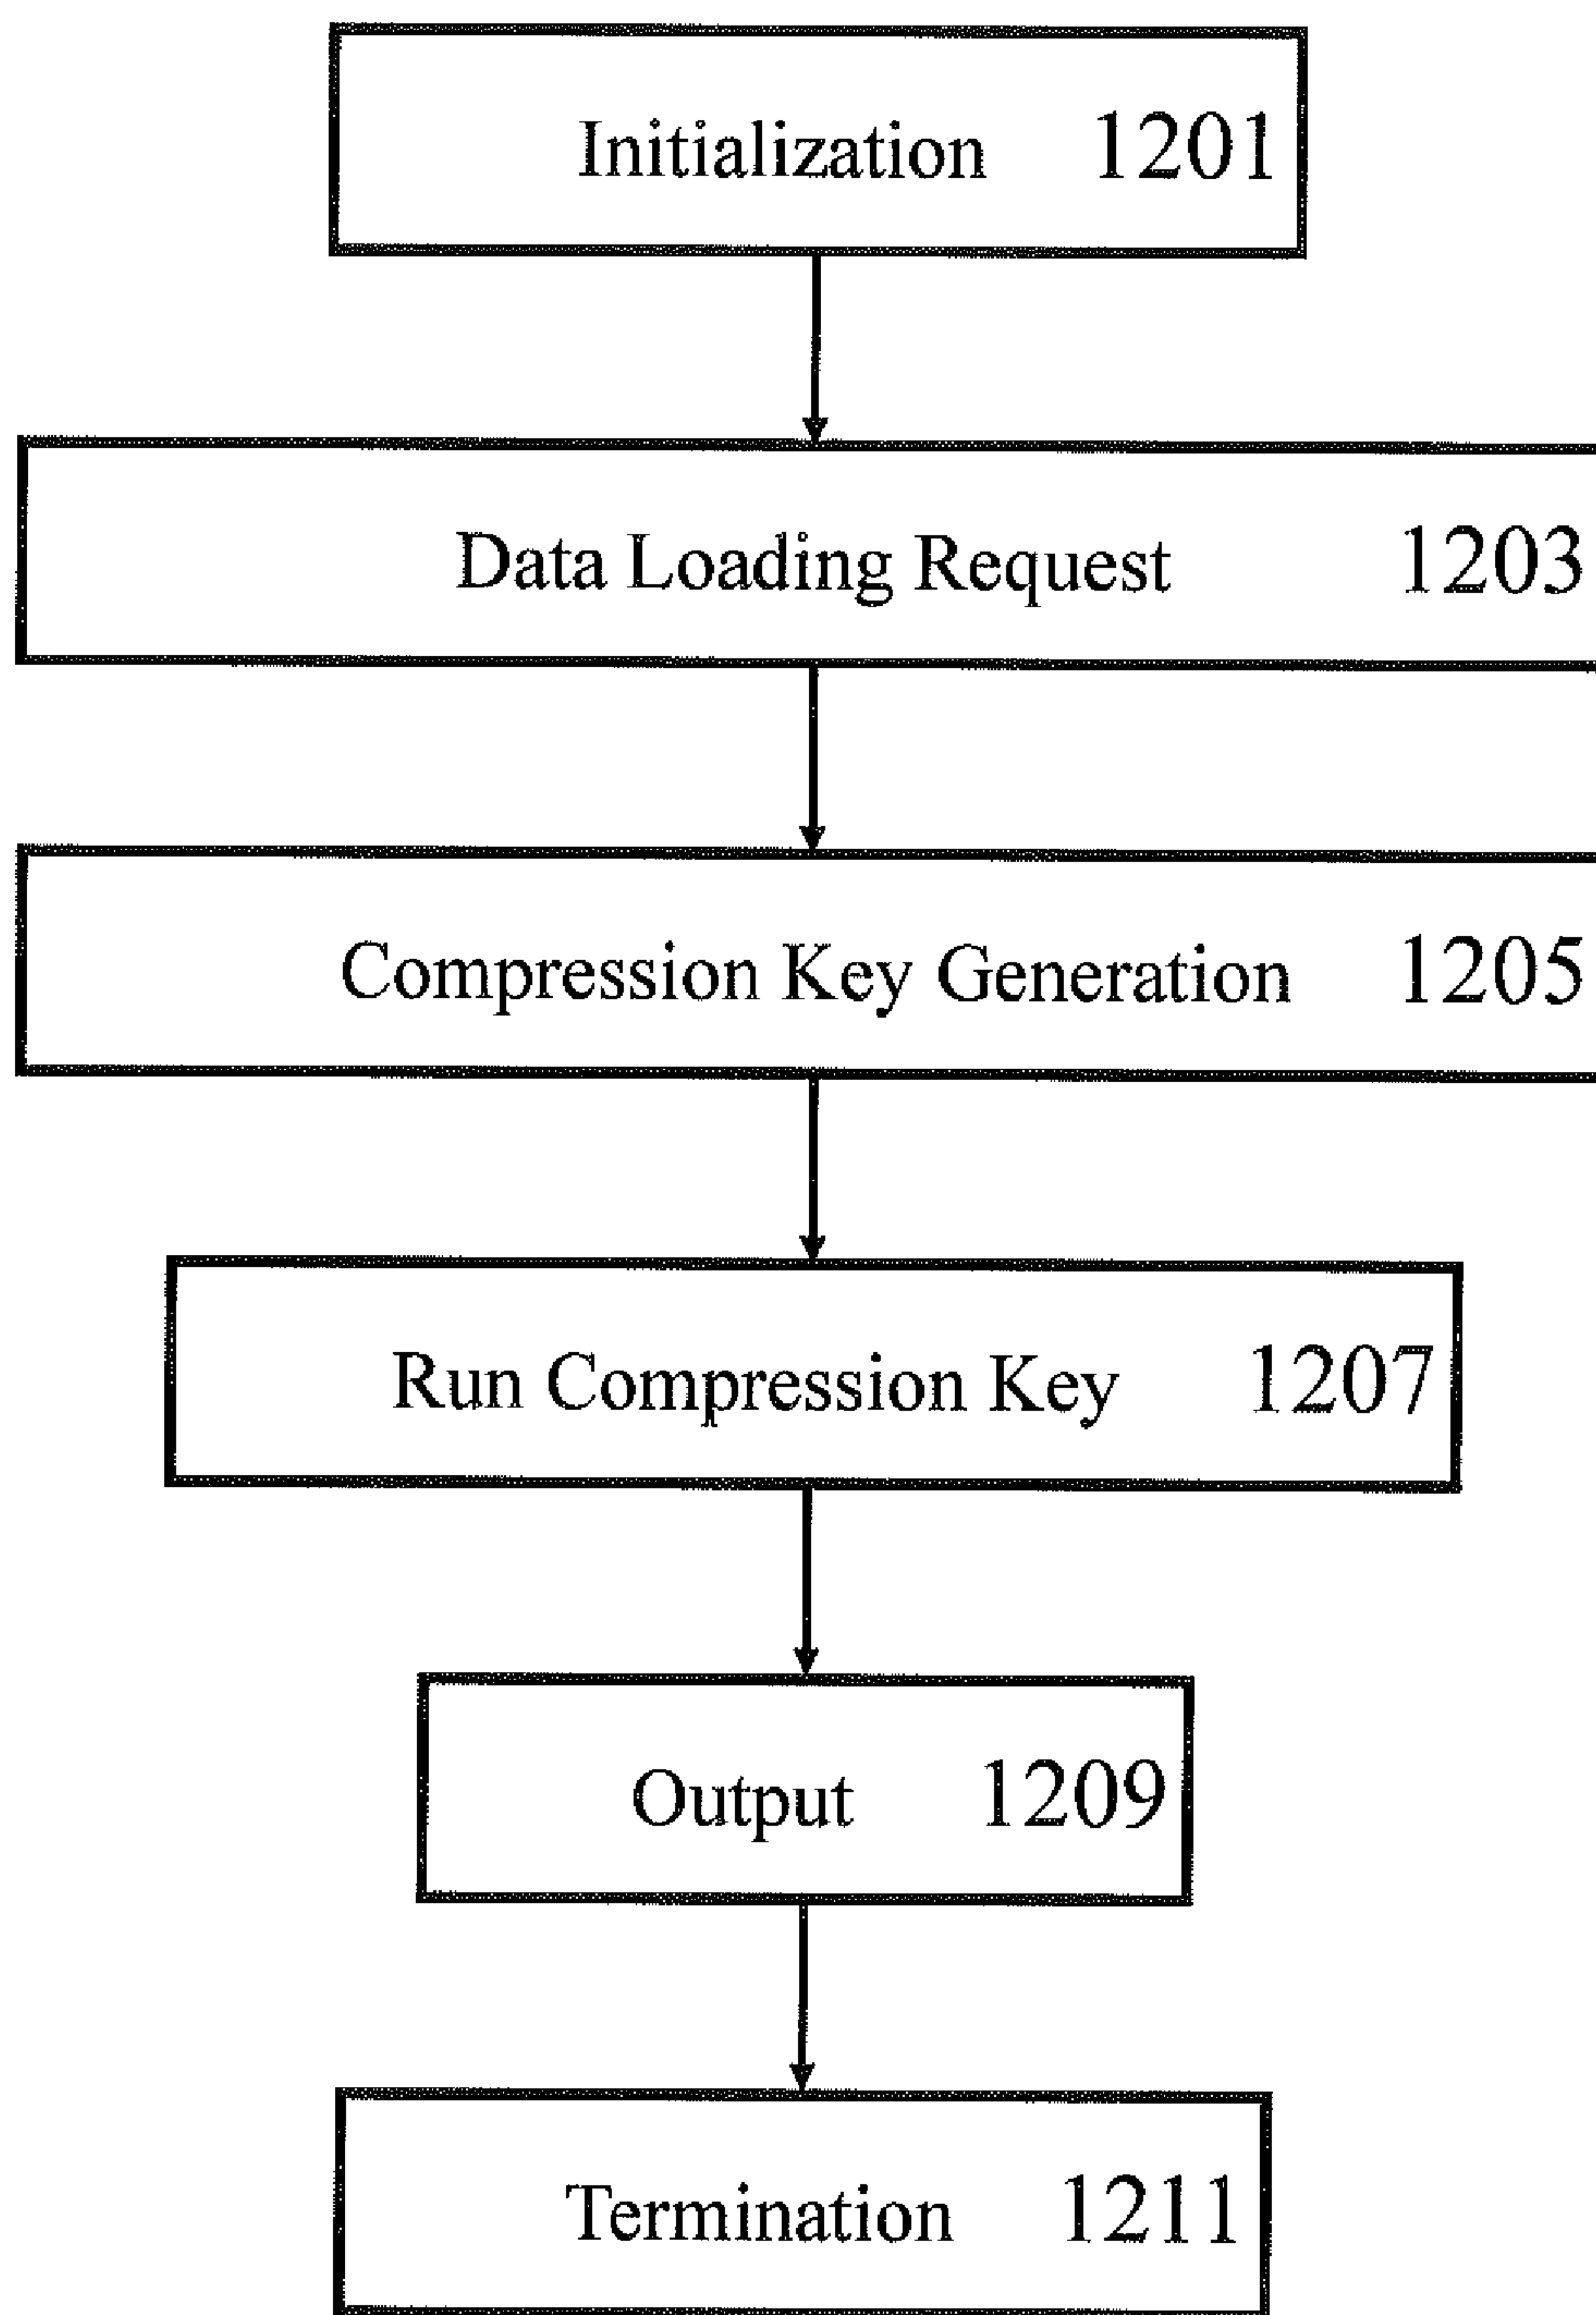 Initialization 1201
Data Loading Request 1203
Compression Key Generation 1205
Run Compression Key 1207
Output 1209
Termination 1211